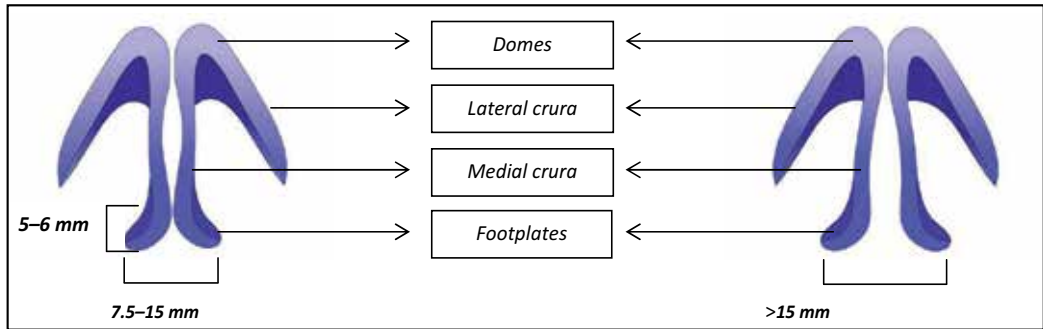 Domes
Lateral crura
Medial crura
5–6 mm
Footplates
7.5–15 mm
>15 mm